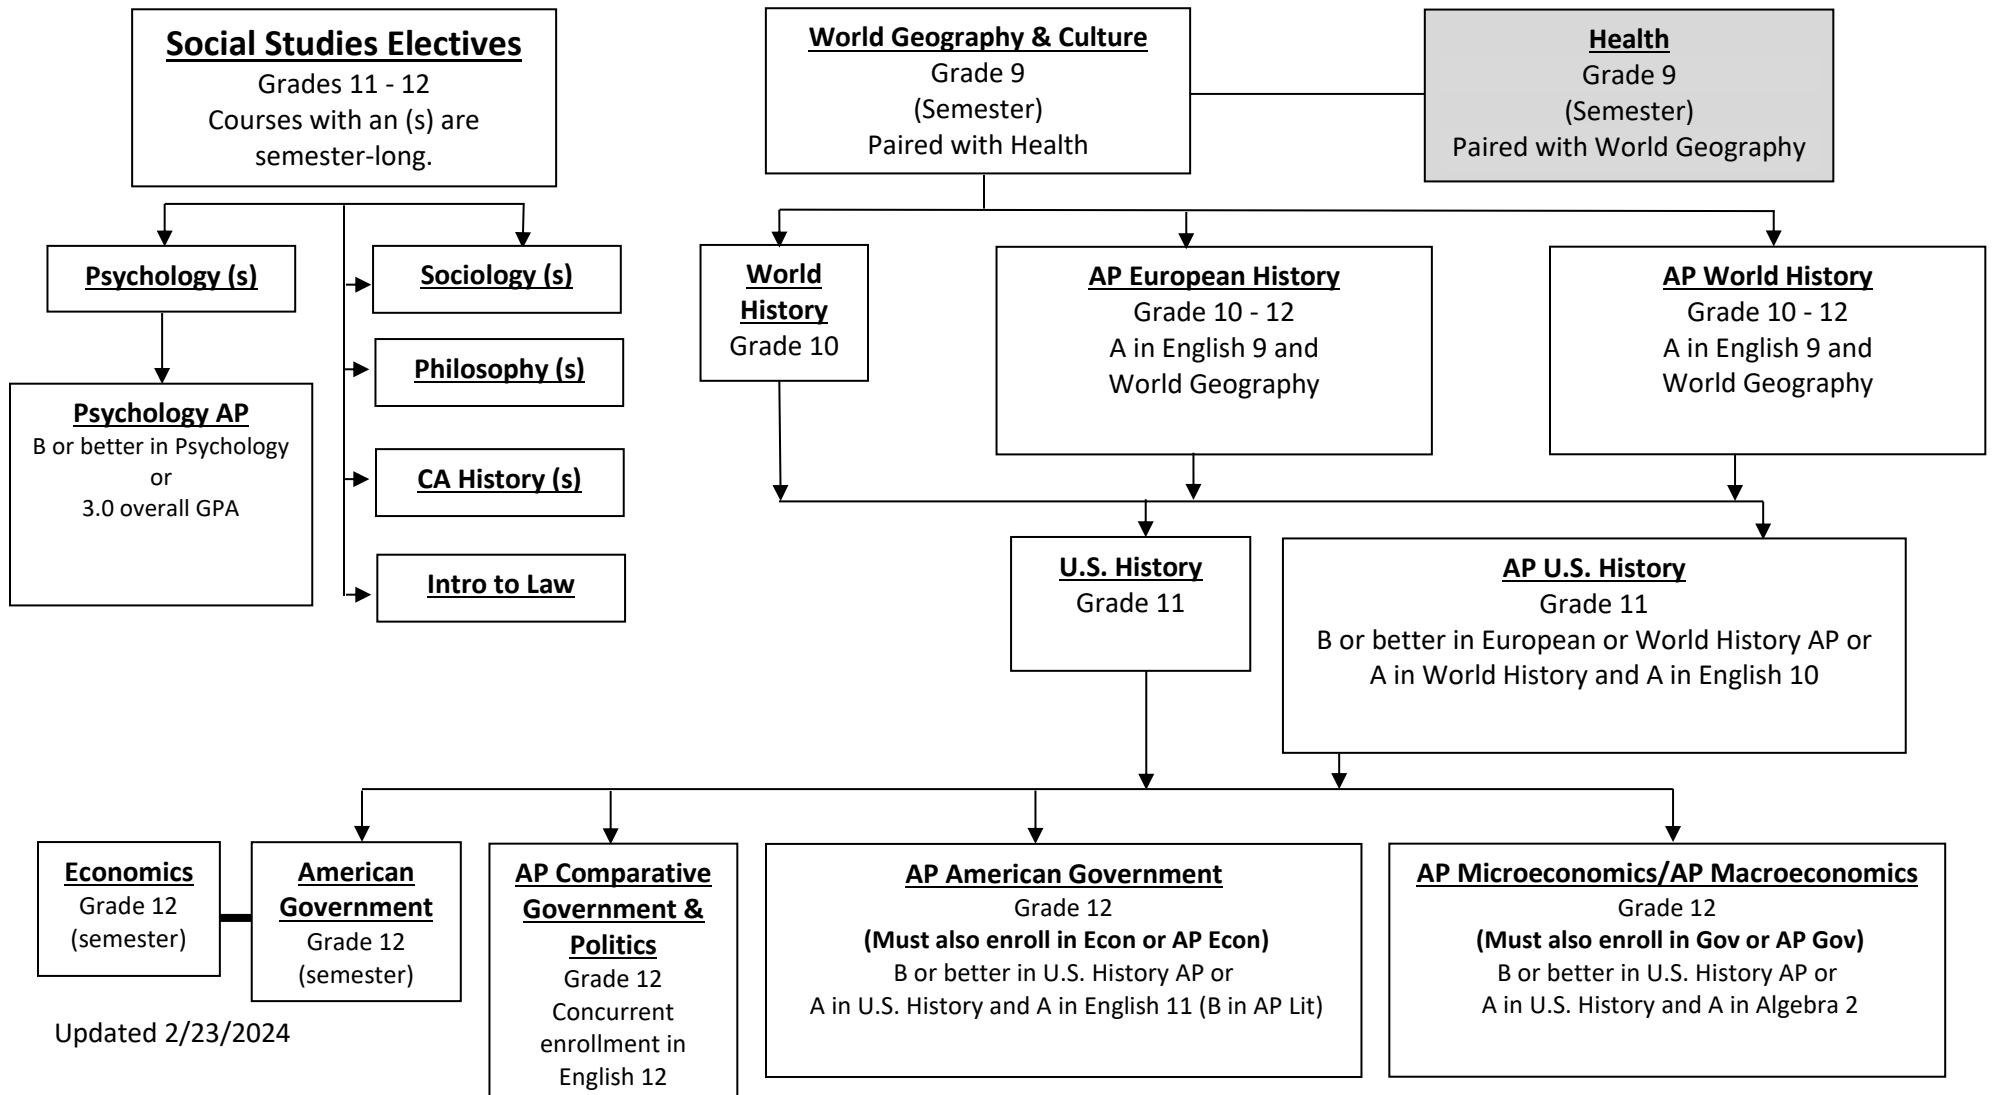 Social Studies Electives
Grades 11 - 12
Courses with an (s) are
semester-long.
World Geography & Culture
Grade 9
(Semester)
Paired with Health
Health
Grade 9
(Semester)
Paired with World Geography
Psychology (s)
Psychology AP
B or better in Psychology
or
3.0 overall GPA
Sociology (s)
Philosophy (s)
CA History (s)
Intro to Law
World
History
Grade 10
AP European History
Grade 10 - 12
A in English 9 and
World Geography
AP World History
Grade 10 - 12
A in English 9 and
World Geography
U.S. History
Grade 11
AP U.S. History
Grade 11
B or better in European or World History AP or
A in World History and A in English 10
Economics
Grade 12
(semester)
American
Government
Grade 12
(semester)
AP Comparative
Government &
Politics
Grade 12
Concurrent
enrollment in
English 12
AP American Government
Grade 12
(Must also enroll in Econ or AP Econ)
B or better in U.S. History AP or
A in U.S. History and A in English 11 (B in AP Lit)
AP Microeconomics/AP Macroeconomics
Grade 12
(Must also enroll in Gov or AP Gov)
B or better in U.S. History AP or
A in U.S. History and A in Algebra 2
Updated 2/23/2024